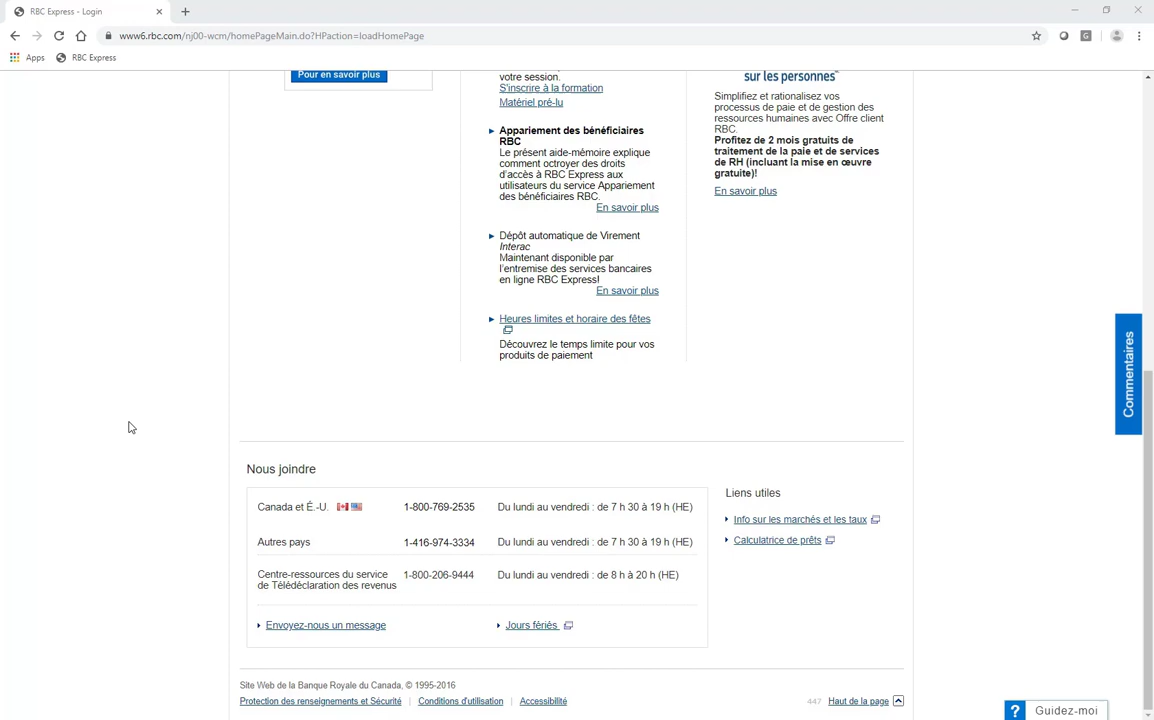 RBC Express - Login
www6.rbc.com/nj00-wcm/homePageMain.do?HPaction=loadHomePage
Apps
RBC Express
Pour en savoir plus
votre session.
S'inscrire à la formation
Matériel pré-lu
Appariement des bénéficiaires
RBC
Le présent aide-mémoire explique
comment octroyer des droits
d'accès à RBC Express aux
utilisateurs du service Appariement
des bénéficiaires RBC.
En savoir plus
Dépôt automatique de Virement
Interac
Maintenant disponible par
l'entremise des services bancaires
en ligne RBC Express!
En savoir plus
Heures limites et horaire des fêtes
Découvrez le temps limite pour vos
produits de paiement
sur les personnes
Simplifiez et rationalisez vos
processus de paie et de gestion des
ressources humaines avec Offre client
RBC.
Profitez de 2 mois gratuits de
traitement de la paie et de services
de RH (incluant la mise en œuvre
gratuite)!
En savoir plus
Commentaires
Nous joindre
Canada et É.-U. 1-800-769-2535 Du lundi au vendredi : de 7 h 30 à 19 h (HE)
Autres pays 1-416-974-3334 Du lundi au vendredi : de 7 h 30 à 19 h (HE)
Centre-ressources du service 1-800-206-9444 Du lundi au vendredi : de 8 h à 20 h (HE)
de Télédéclaration des revenus
Envoyez-nous un message
Jours fériés
Liens utiles
Info sur les marchés et les taux
Calculatrice de prêts
Site Web de la Banque Royale du Canada, © 1995-2016
Protection des renseignements et Sécurité | Conditions d'utilisation | Accessibilité
447 Haut de la page
? Guidez-moi